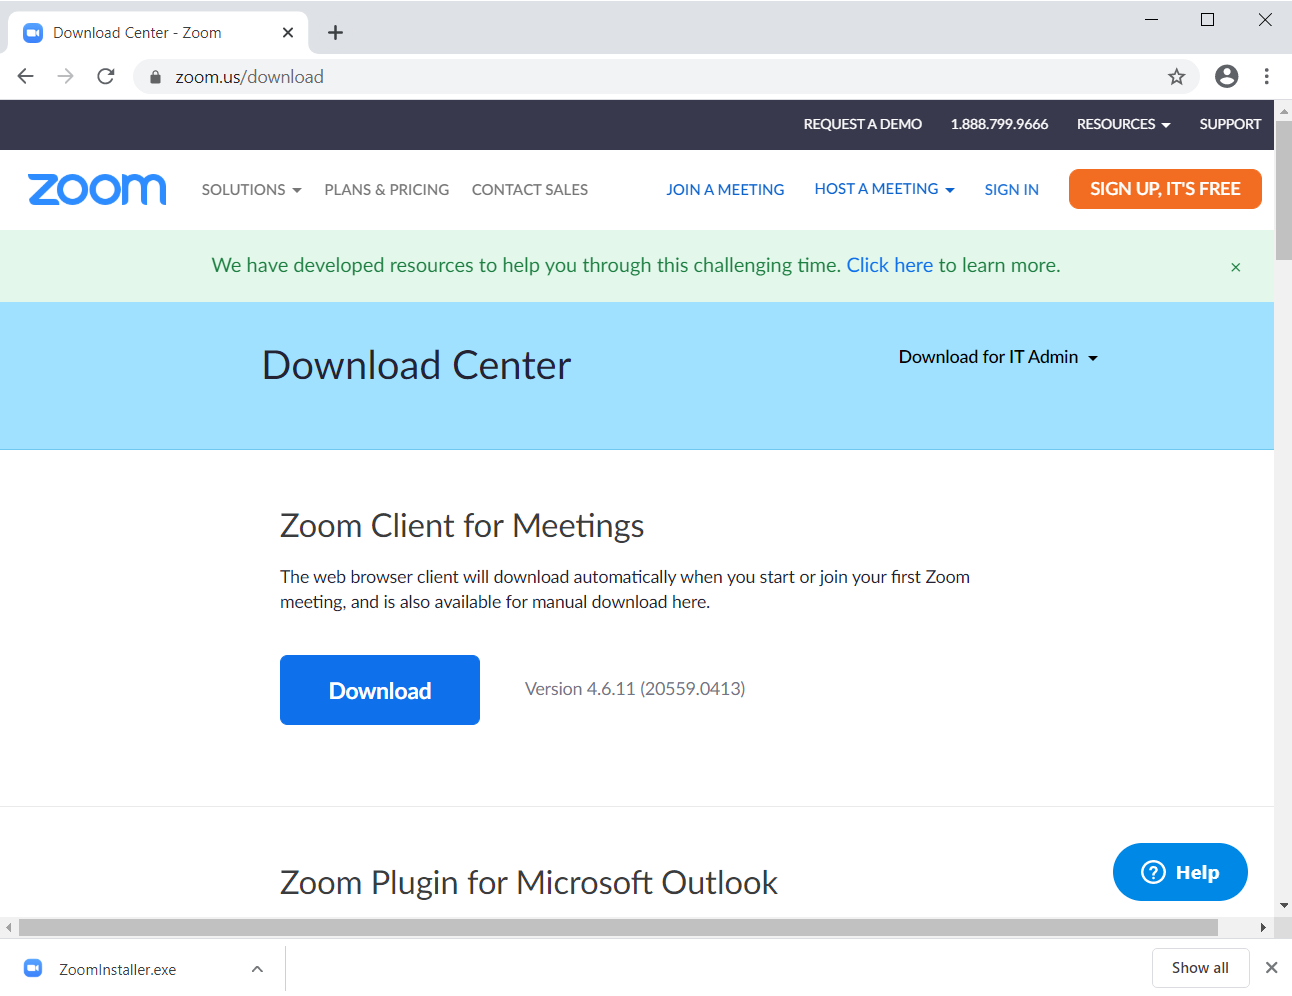 Download Center - Zoom
zoom.us/download
REQUEST A DEMO 1.888.799.9666 RESOURCES SUPPORT
zoom SOLUTIONS PLANS & PRICING CONTACT SALES JOIN A MEETING HOST A MEETING SIGN IN SIGN UP, IT'S FREE
We have developed resources to help you through this challenging time. Click here to learn more. ×
Download Center
Download for IT Admin
Zoom Client for Meetings
The web browser client will download automatically when you start or join your first Zoom
meeting, and is also available for manual download here.
Download Version 4.6.11 (20559.0413)
Zoom Plugin for Microsoft Outlook
? Help
ZoomInstaller.exe Show all